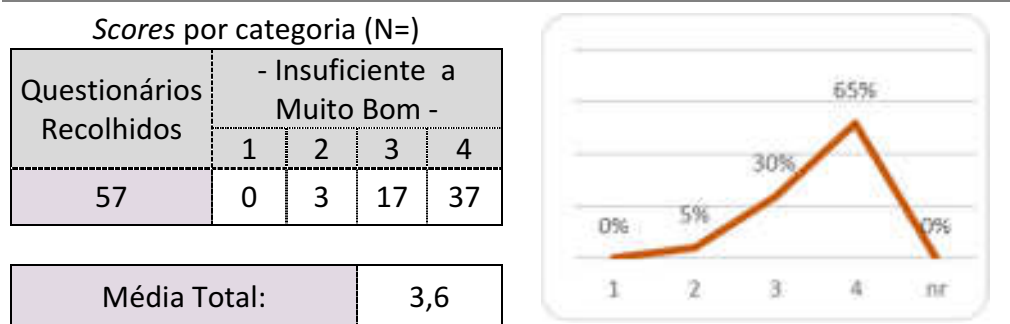 Scores por categoria (N=)
Questionários Recolhidos
- Insuficiente a
Muito Bom -
1 2 3 4
57 0 3 17 37
Média Total: 3,6
65%
30%
5%
0%
0%
1 2 3 4 nr